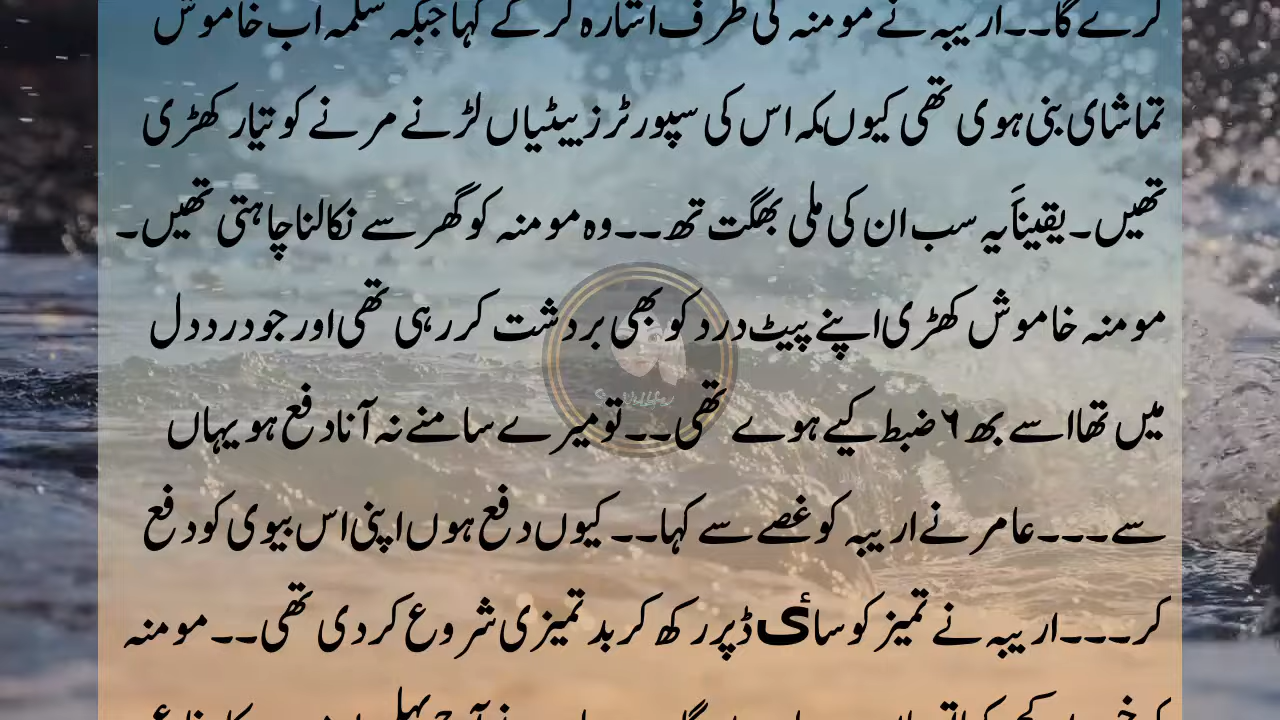 کرے گا۔۔اریبہ نے مومنہ کی طرف اشارہ کر کے کہا جبکہ سلمہ اب خاموش
تماشای بنی ہوی تھی کیوں مکہ اس کی سپورٹرز بیٹیاں لڑنے مرنے کو تیار کھڑی
تھیں۔یقیناََ یہ سب ان کی ملی بھگت تھ۔۔وہ مومنہ کو گھر سے نکالنا چاہتی تھیں۔
مومنہ خاموش کھڑی اپنے پیٹ درد کو بھی بردشت کر رہی تھی اور جو درد دل
میں تھا اسے بھ ٦ ضبط کیے ہوے تھی۔۔تو میرے سامنے نہ آنا دفع ہو یہاں
سے۔۔۔عامر نے اریبہ کو غصے سے کہا۔۔کیوں دفع ہوں اپنی اس بیوی کو دفع
کر۔۔۔اریبہ نے تمیز کو سائ ڈ پر رکھ کر بد تمیزی شروع کر دی تھی۔۔مومنہ